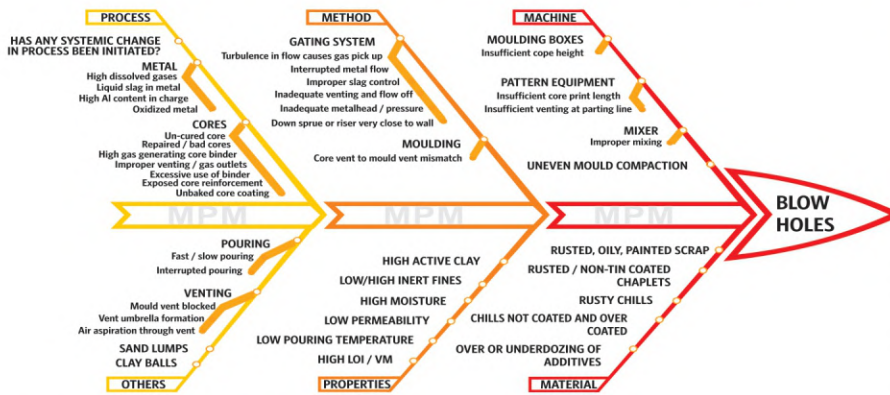 PROCESS
HAS ANY SYSTEMIC CHANGE
IN PROCESS BEEN INITIATED?
METAL
High dissolved gases
Liquid slag in metal
High Al content in charge
Oxidized metal
CORES
Un-cured core
Repaired / bad cores
High gas generating core binder
Improper venting / gas outlets
Excessive use of binder
Exposed core reinforcement
Unbaked core coating
METHOD
GATING SYSTEM
Turbulence in flow causes gas pick up
Interrupted metal flow
Improper slag control
Inadequate venting and flow off
Inadequate metalhead / pressure
Down sprue or riser very close to wall
MOULDING
Core vent to mould vent mismatch
MACHINE
MOULDING BOXES
Insufficient cope height
PATTERN EQUIPMENT
Insufficient core print length
Insufficient venting at parting line
MIXER
Improper mixing
UNEVEN MOULD COMPACTION
MPM
MPM
MPM
BLOW
HOLES
POURING
Fast / slow pouring
Interrupted pouring
VENTING
Mould vent blocked
Vent umbrella formation
Air aspiration through vent
SAND LUMPS
CLAY BALLS
OTHERS
HIGH ACTIVE CLAY
LOW/HIGH INERT FINES
HIGH MOISTURE
LOW PERMEABILITY
LOW POURING TEMPERATURE
HIGH LOI / VM
PROPERTIES
RUSTED, OILY, PAINTED SCRAP
RUSTED / NON-TIN COATED
CHAPLETS
RUSTY CHILLS
CHILLS NOT COATED AND OVER
COATED
OVER OR UNDERDOZING OF
ADDITIVES
MATERIAL